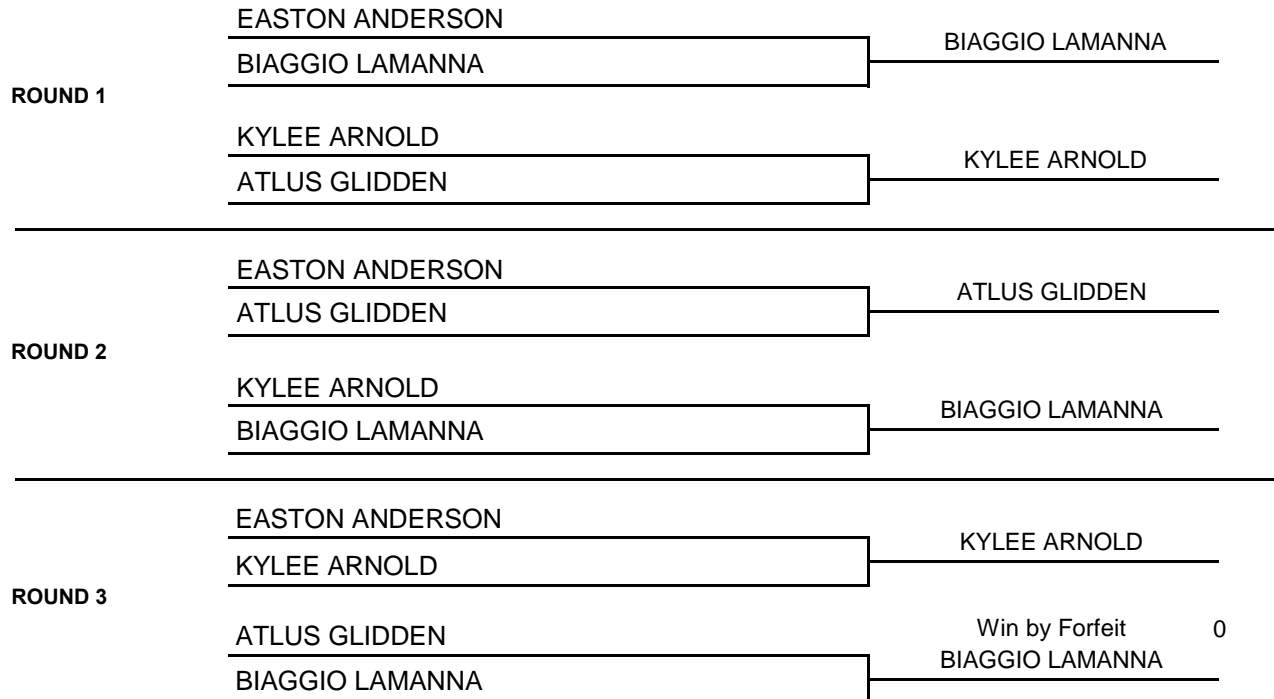 EASTON ANDERSON
BIAGGIO LAMANNA
BIAGGIO LAMANNA
ROUND 1
KYLEE ARNOLD
KYLEE ARNOLD
ATLUS GLIDDEN
EASTON ANDERSON
ATLUS GLIDDEN
ATLUS GLIDDEN
ROUND 2
KYLEE ARNOLD
BIAGGIO LAMANNA
BIAGGIO LAMANNA
EASTON ANDERSON
KYLEE ARNOLD
KYLEE ARNOLD
ROUND 3
ATLUS GLIDDEN
Win by Forfeit 0
BIAGGIO LAMANNA
BIAGGIO LAMANNA